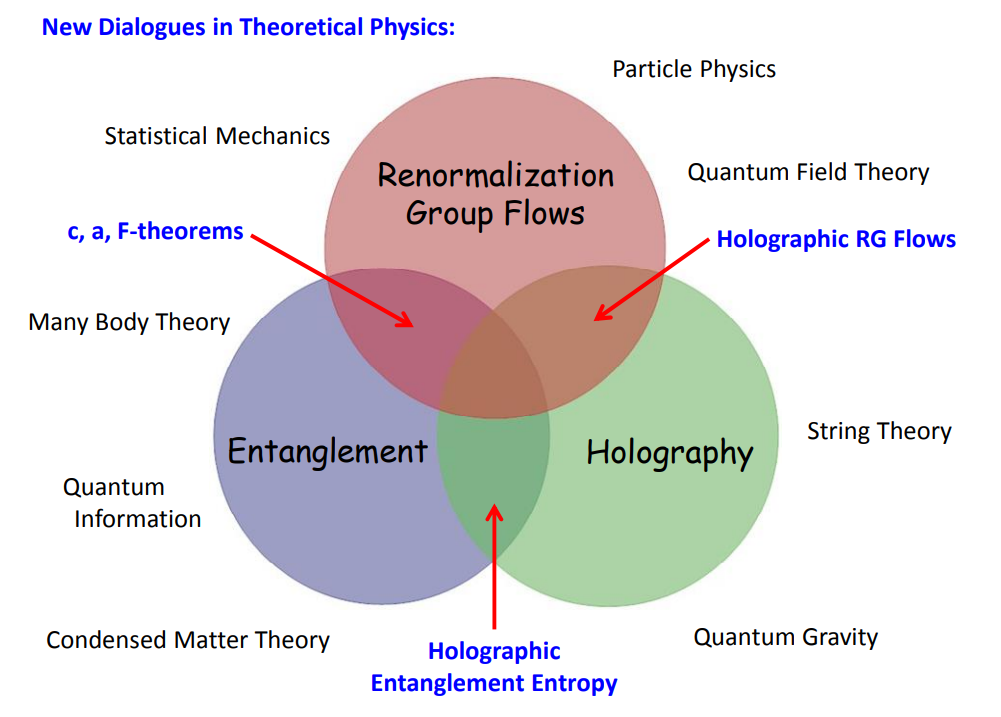 New Dialogues in Theoretical Physics:
Particle Physics
Statistical Mechanics
Renormalization
Group Flows
Quantum Field Theory
c, a, F-theorems
Holographic RG Flows
Many Body Theory
Entanglement
Holography
String Theory
Quantum
Information
Condensed Matter Theory
Quantum Gravity
Holographic
Entanglement Entropy